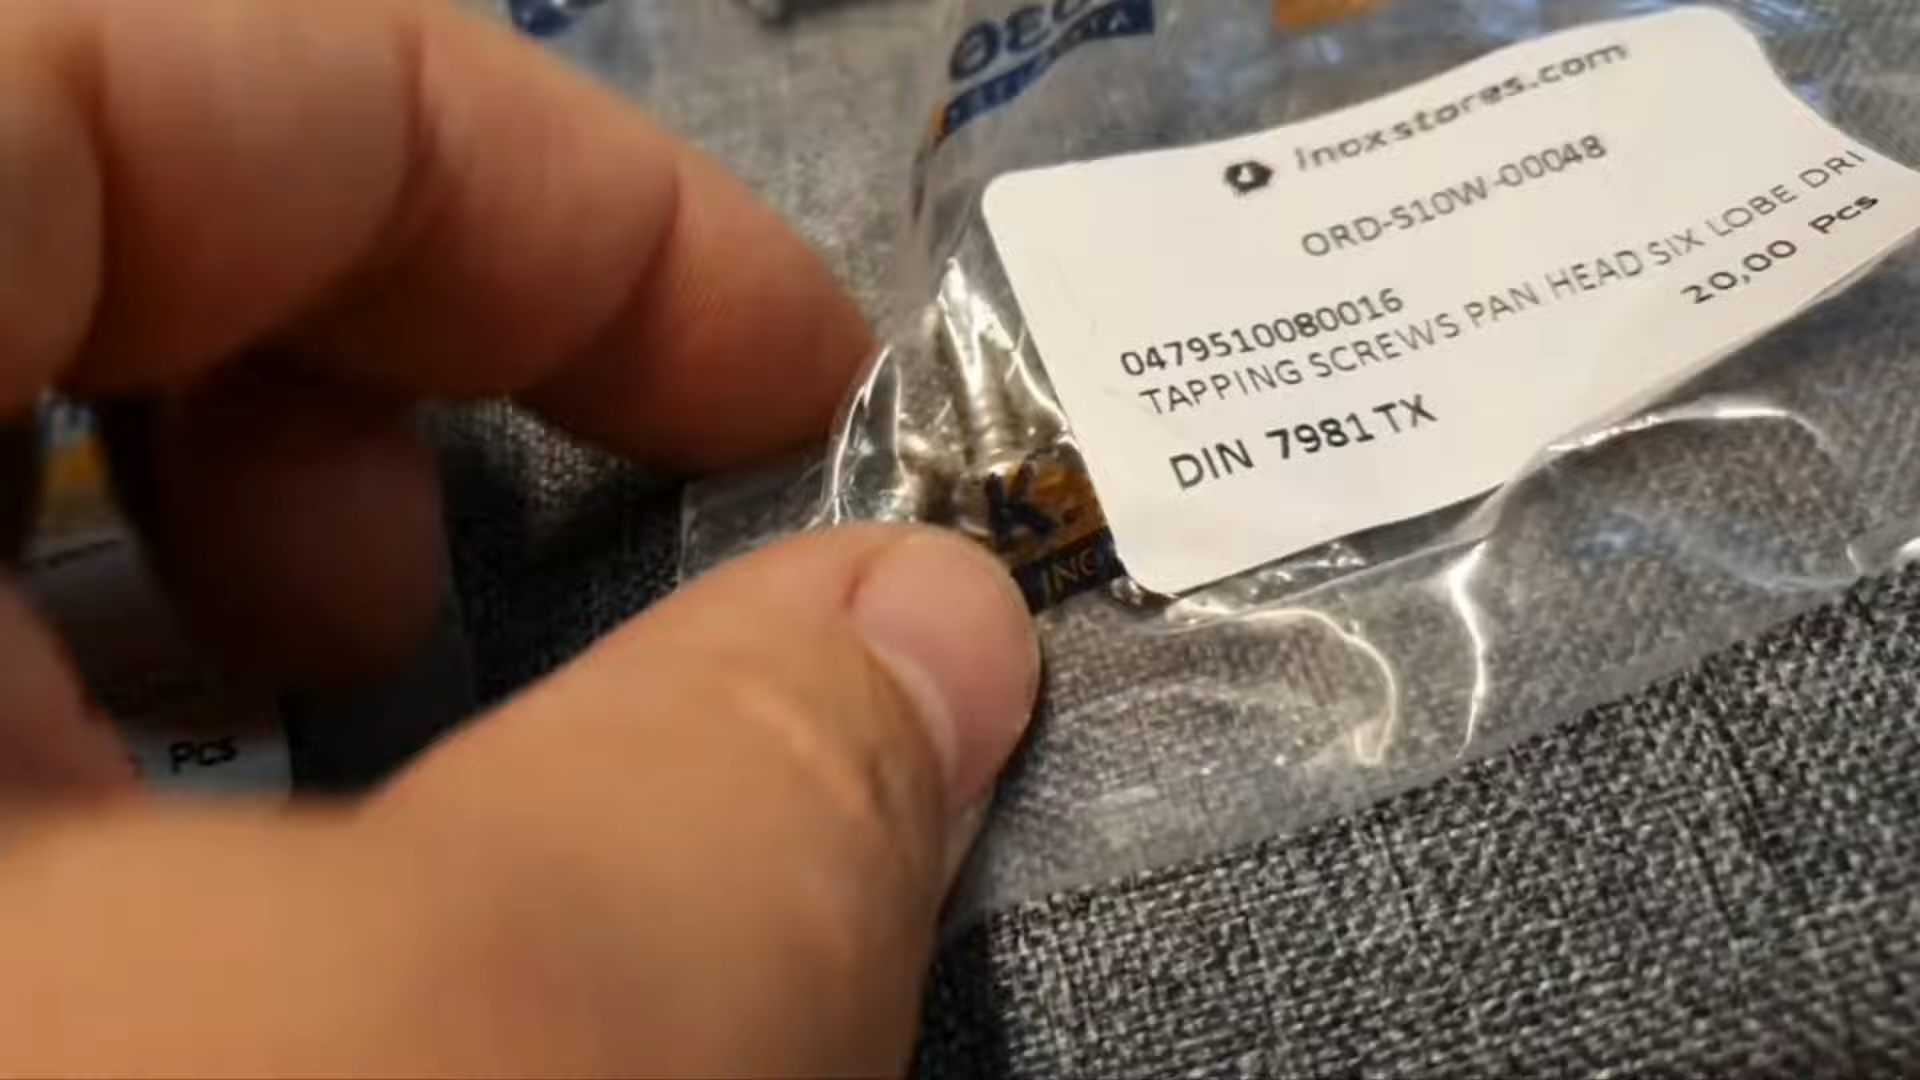 inoxstores.com
ORD-S10W-00048
0479510080016
TAPPING SCREWS PAN HEAD SIX LOBE DRI
20,00 Pcs
DIN 7981 TX
K.
Pcs